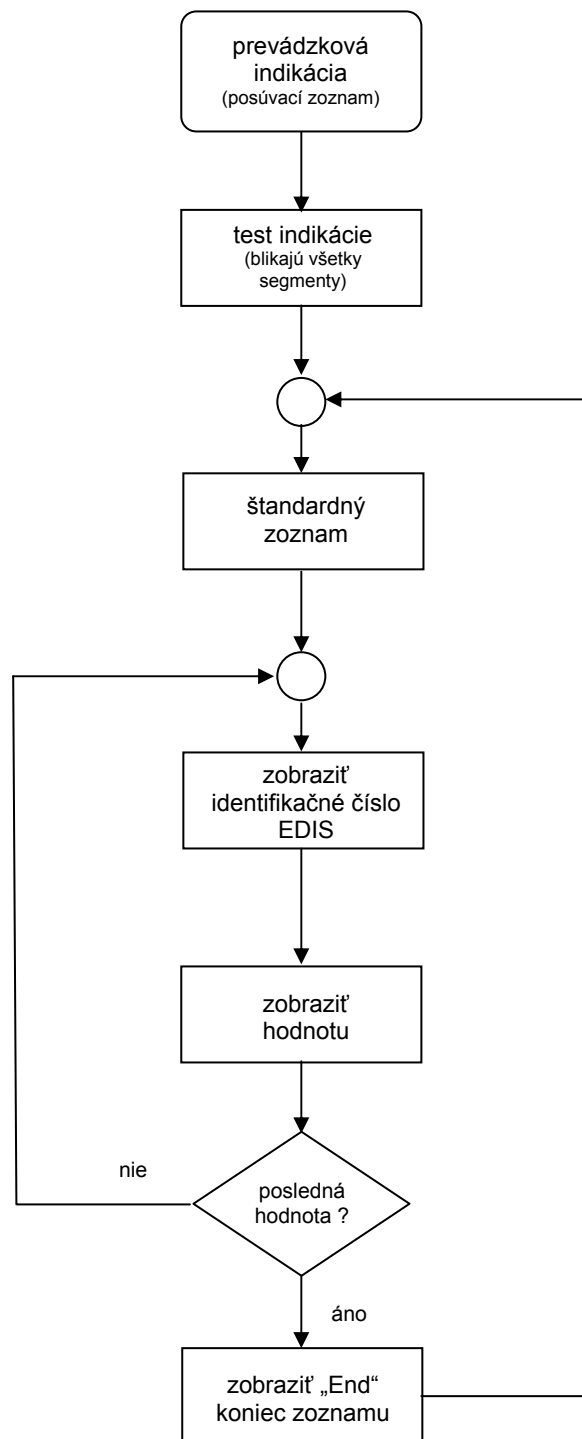 prevádzková
indikácia
(posúvací zoznam)
test indikácie
(blikajú všetky
segmenty)
štandardný
zoznam
zobraziť
identifikačné číslo
EDIS
zobraziť
hodnotu
nie
posledná
hodnota ?
áno
zobraziť „End“
koniec zoznamu